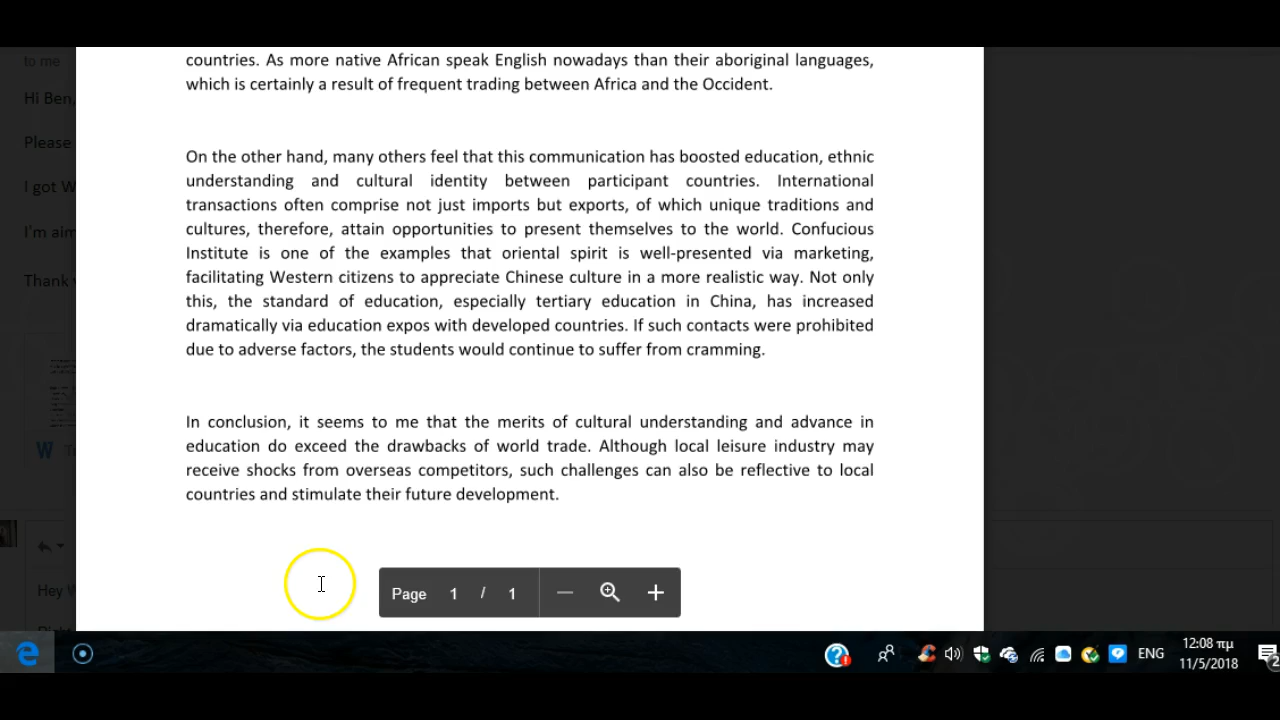 to me
Hi Ben,
Please
I got W
I'm aim
Thank
W
Hey W
countries. As more native African speak English nowadays than their aboriginal languages,
which is certainly a result of frequent trading between Africa and the Occident.
On the other hand, many others feel that this communication has boosted education, ethnic
understanding and cultural identity between participant countries. International
transactions often comprise not just imports but exports, of which unique traditions and
cultures, therefore, attain opportunities to present themselves to the world. Confucious
Institute is one of the examples that oriental spirit is well-presented via marketing,
facilitating Western citizens to appreciate Chinese culture in a more realistic way. Not only
this, the standard of education, especially tertiary education in China, has increased
dramatically via education expos with developed countries. If such contacts were prohibited
due to adverse factors, the students would continue to suffer from cramming.
In conclusion, it seems to me that the merits of cultural understanding and advance in
education do exceed the drawbacks of world trade. Although local leisure industry may
receive shocks from overseas competitors, such challenges can also be reflective to local
countries and stimulate their future development.
Page 1 / 1
ENG
12:08 πμ
11/5/2018
2